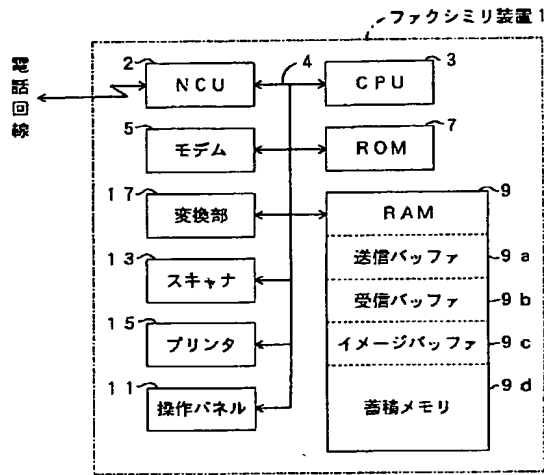 ファクシミリ装置1
電話回線
2
NCU
4
3
CPU
5
モデム
7
ROM
17
変換部
9
RAM
送信バッファ
9a
受信バッファ
9b
イメージバッファ
9c
蓄積メモリ
9d
13
スキャナ
15
プリンタ
11
操作パネル